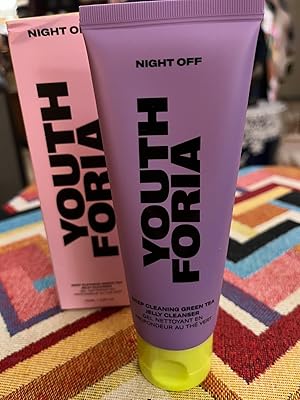 NIGHT OFF
YOUTH
FORIA
NIGHT OFF
YOUTH
FORIA
DEEP CLEANING GREEN TEA
JELLY CLEANSER
GEL NETTOYANT EN
PROFONDEUR AU THÉ VERT